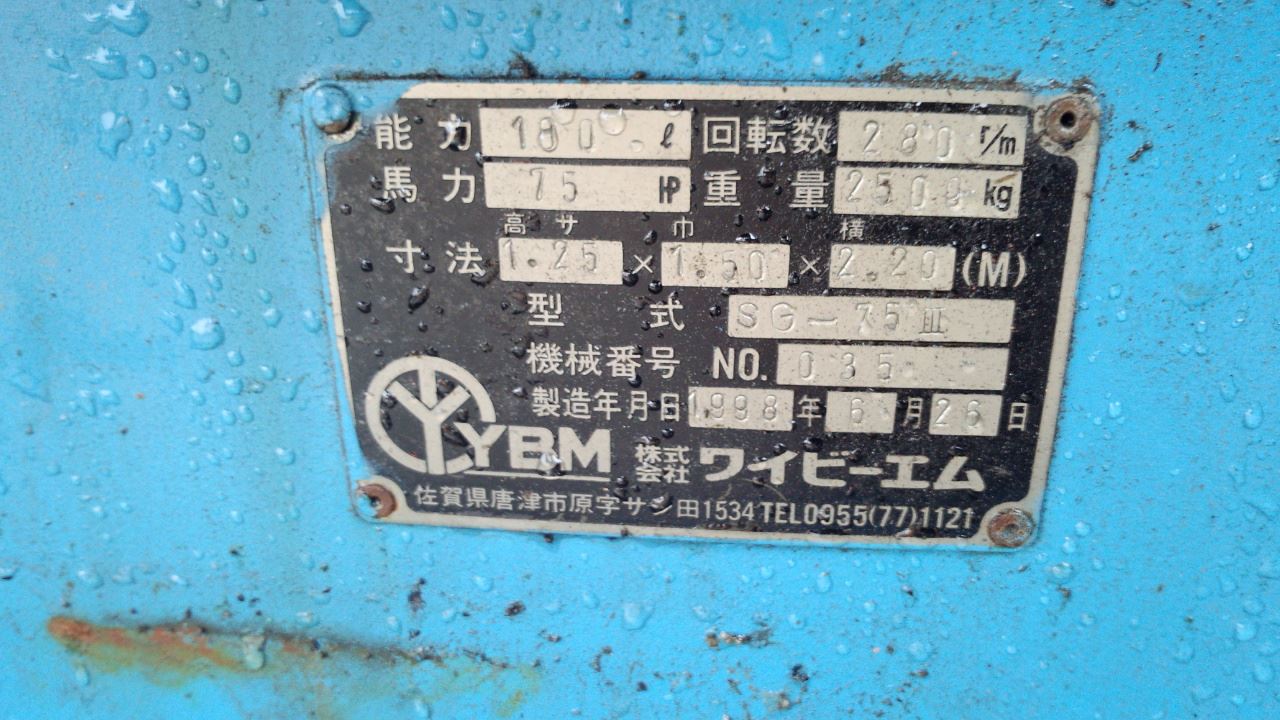 能力 180 ℓ 回転数 280 r/m
馬力 75 HP 重量 2500 kg
高サ 巾 横
寸法 1.25 × 1.50 × 2.20 (M)
型式 SG-75III
機械番号 NO. 035
製造年月日 1998 年 6 月 26 日
YBM 株式会社 ワイビーエム
佐賀県唐津市原字サシ田1534 TEL0955(77)1121